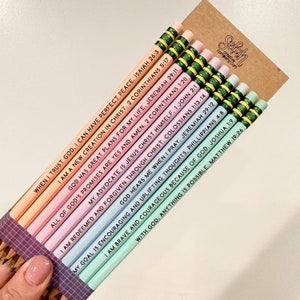 WHEN I TRUST GOD, I CAN HAVE PERFECT PEACE. ISAIAH 26:3
I AM A NEW CREATION IN CHRIST. 2 CORINTHIANS 5:17
GOD HAS GREAT PLANS FOR MY LIFE. JEREMIAH 29:11
ALL OF GOD'S PROMISES ARE YES AND AMEN. 2 CORINTHIANS 1:20
MY ADVOCATE IS JESUS CHRIST HIMSELF. 1 JOHN 2:1
I AM REDEEMED AND FORGIVEN THROUGH CHRIST. COLOSSIANS 1:14
GOD HEARS ME WHEN I PRAY. JEREMIAH 29:12
MY GOAL IS ENCOURAGING AND UPLIFTING THOUGHTS. PHILIPPIANS 4:8
I AM BRAVE AND COURAGEOUS BECAUSE OF GOD. JOSHUA 1:9
WITH GOD, ANYTHING IS POSSIBLE. MATTHEW 19:26